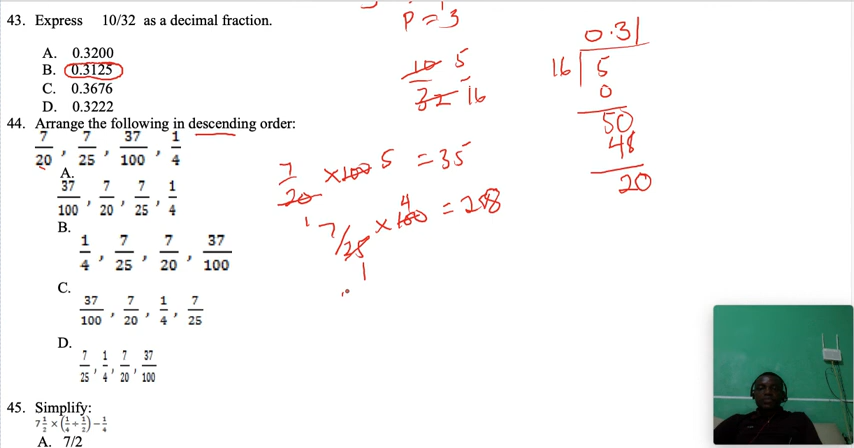 43. Express 10/32 as a decimal fraction.
A. 0.3200
B. 0.3125
C. 0.3676
D. 0.3222
44. Arrange the following in descending order:
7/20 , 7/25 , 37/100 , 1/4
A.
37/100 , 7/20 , 7/25 , 1/4
B.
1/4 , 7/25 , 7/20 , 37/100
C.
37/100 , 7/20 , 1/4 , 7/25
D.
7/25 , 1/4 , 7/20 , 37/100
45. Simplify:
7 1/2 × (1/4 ÷ 1/2) − 1/4
A. 7/2
10 5
32 16
7/20 × 100 5 = 35
1
7/25 × 100 4 = 28
1
0.31
16 5
0
50
48
20